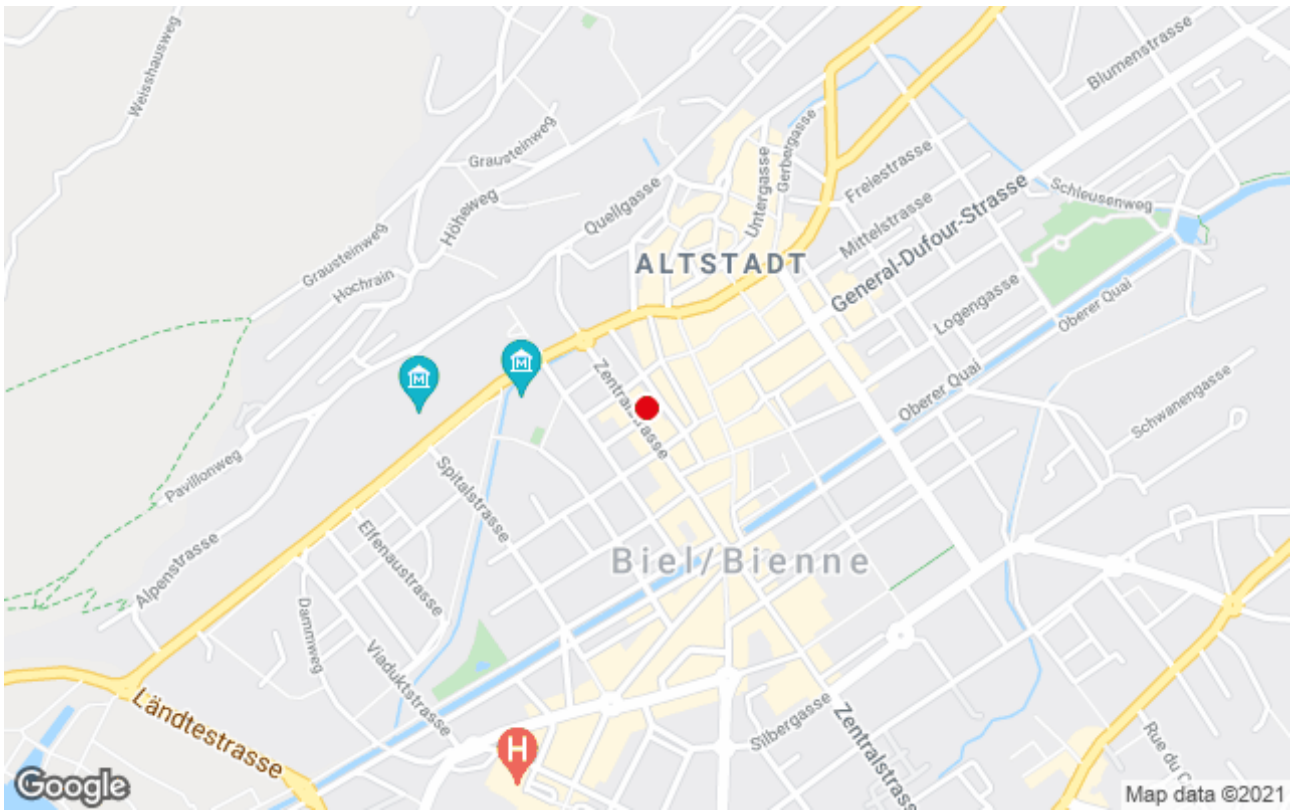 Weisshausweg
Blumenstrasse
Grausteinweg
Gerbergasse
Untergasse
Freiestrasse
Schleusenweg
Höheweg
Quellgasse
Mittelstrasse
General-Dufour-Strasse
Grausteinweg
Hochrain
ALTSTADT
Logengasse
Oberer Quai
M
M
Zentralstrasse
Oberer Quai
Schwanengasse
Pavillonweg
Spitalstrasse
Elfenaustrasse
Biel/Bienne
Alpenstrasse
Dammweg
Viaduktstrasse
Ländtestrasse
Silbergasse
Zentralstrasse
H
Google
Map data ©2021